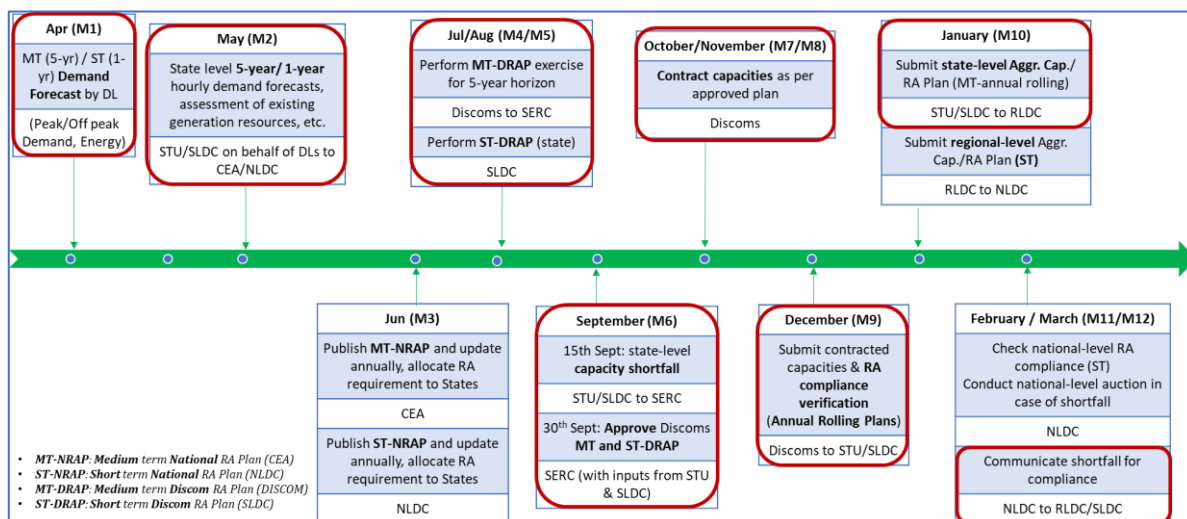 Apr (M1)
MT (5-yr) / ST (1-
yr) Demand
Forecast by DL
(Peak/Off peak
Demand, Energy)
May (M2)
State level 5-year/ 1-year
hourly demand forecasts,
assessment of existing
generation resources, etc.
STU/SLDC on behalf of DLs to
CEA/NLDC
Jul/Aug (M4/M5)
Perform MT-DRAP exercise
for 5-year horizon
Discoms to SERC
Perform ST-DRAP (state)
SLDC
October/November (M7/M8)
Contract capacities as per
approved plan
Discoms
January (M10)
Submit state-level Aggr. Cap./
RA Plan (MT-annual rolling)
STU/SLDC to RLDC
Submit regional-level Aggr.
Cap./RA Plan (ST)
RLDC to NLDC
Jun (M3)
Publish MT-NRAP and update
annually, allocate RA
requirement to States
CEA
Publish ST-NRAP and update
annually, allocate RA
requirement to States
NLDC
September (M6)
15th Sept: state-level
capacity shortfall
STU/SLDC to SERC
30th Sept: Approve Discoms
MT and ST-DRAP
SERC (with inputs from STU
& SLDC)
December (M9)
Submit contracted
capacities & RA
compliance
verification
(Annual Rolling Plans)
Discoms to STU/SLDC
February / March (M11/M12)
Check national-level RA
compliance (ST)
Conduct national-level auction in
case of shortfall
NLDC
Communicate shortfall for
compliance
NLDC to RLDC/SLDC
• MT-NRAP: Medium term National RA Plan (CEA)
• ST-NRAP: Short term National RA Plan (NLDC)
• MT-DRAP: Medium term Discom RA Plan (DISCOM)
• ST-DRAP: Short term Discom RA Plan (SLDC)